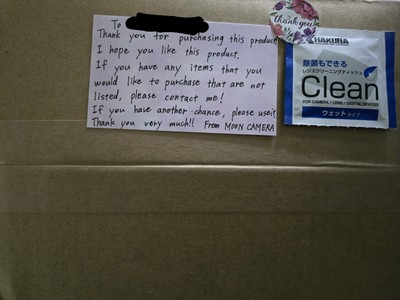 To
Thank you for purchasing this product
I hope you like this product.
If you have any items that you
would like to purchase that are not
listed, please contact me!
If you have another chance, please use it
Thank you very much!! From MOON CAMERA
thank you
HAKUBA
除菌もできる
レンズクリーニングティッシュ
Clean
FOR CAMERA / LENS / DIGITAL DEVICES
ウェットタイプ